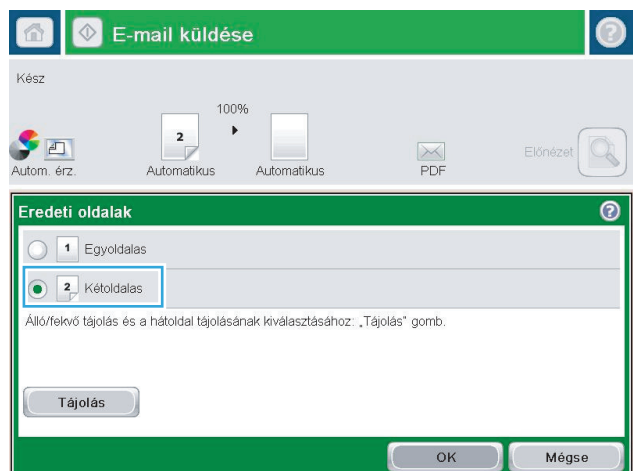 E-mail küldése
Kész
100%
2
Autom. érz.
Automatikus
Automatikus
PDF
Előnézet
Eredeti oldalak
1 Egyoldalas
2 Kétoldalas
Álló/fekvő tájolás és a hátoldal tájolásának kiválasztásához: „Tájolás" gomb.
Tájolás
OK
Mégse